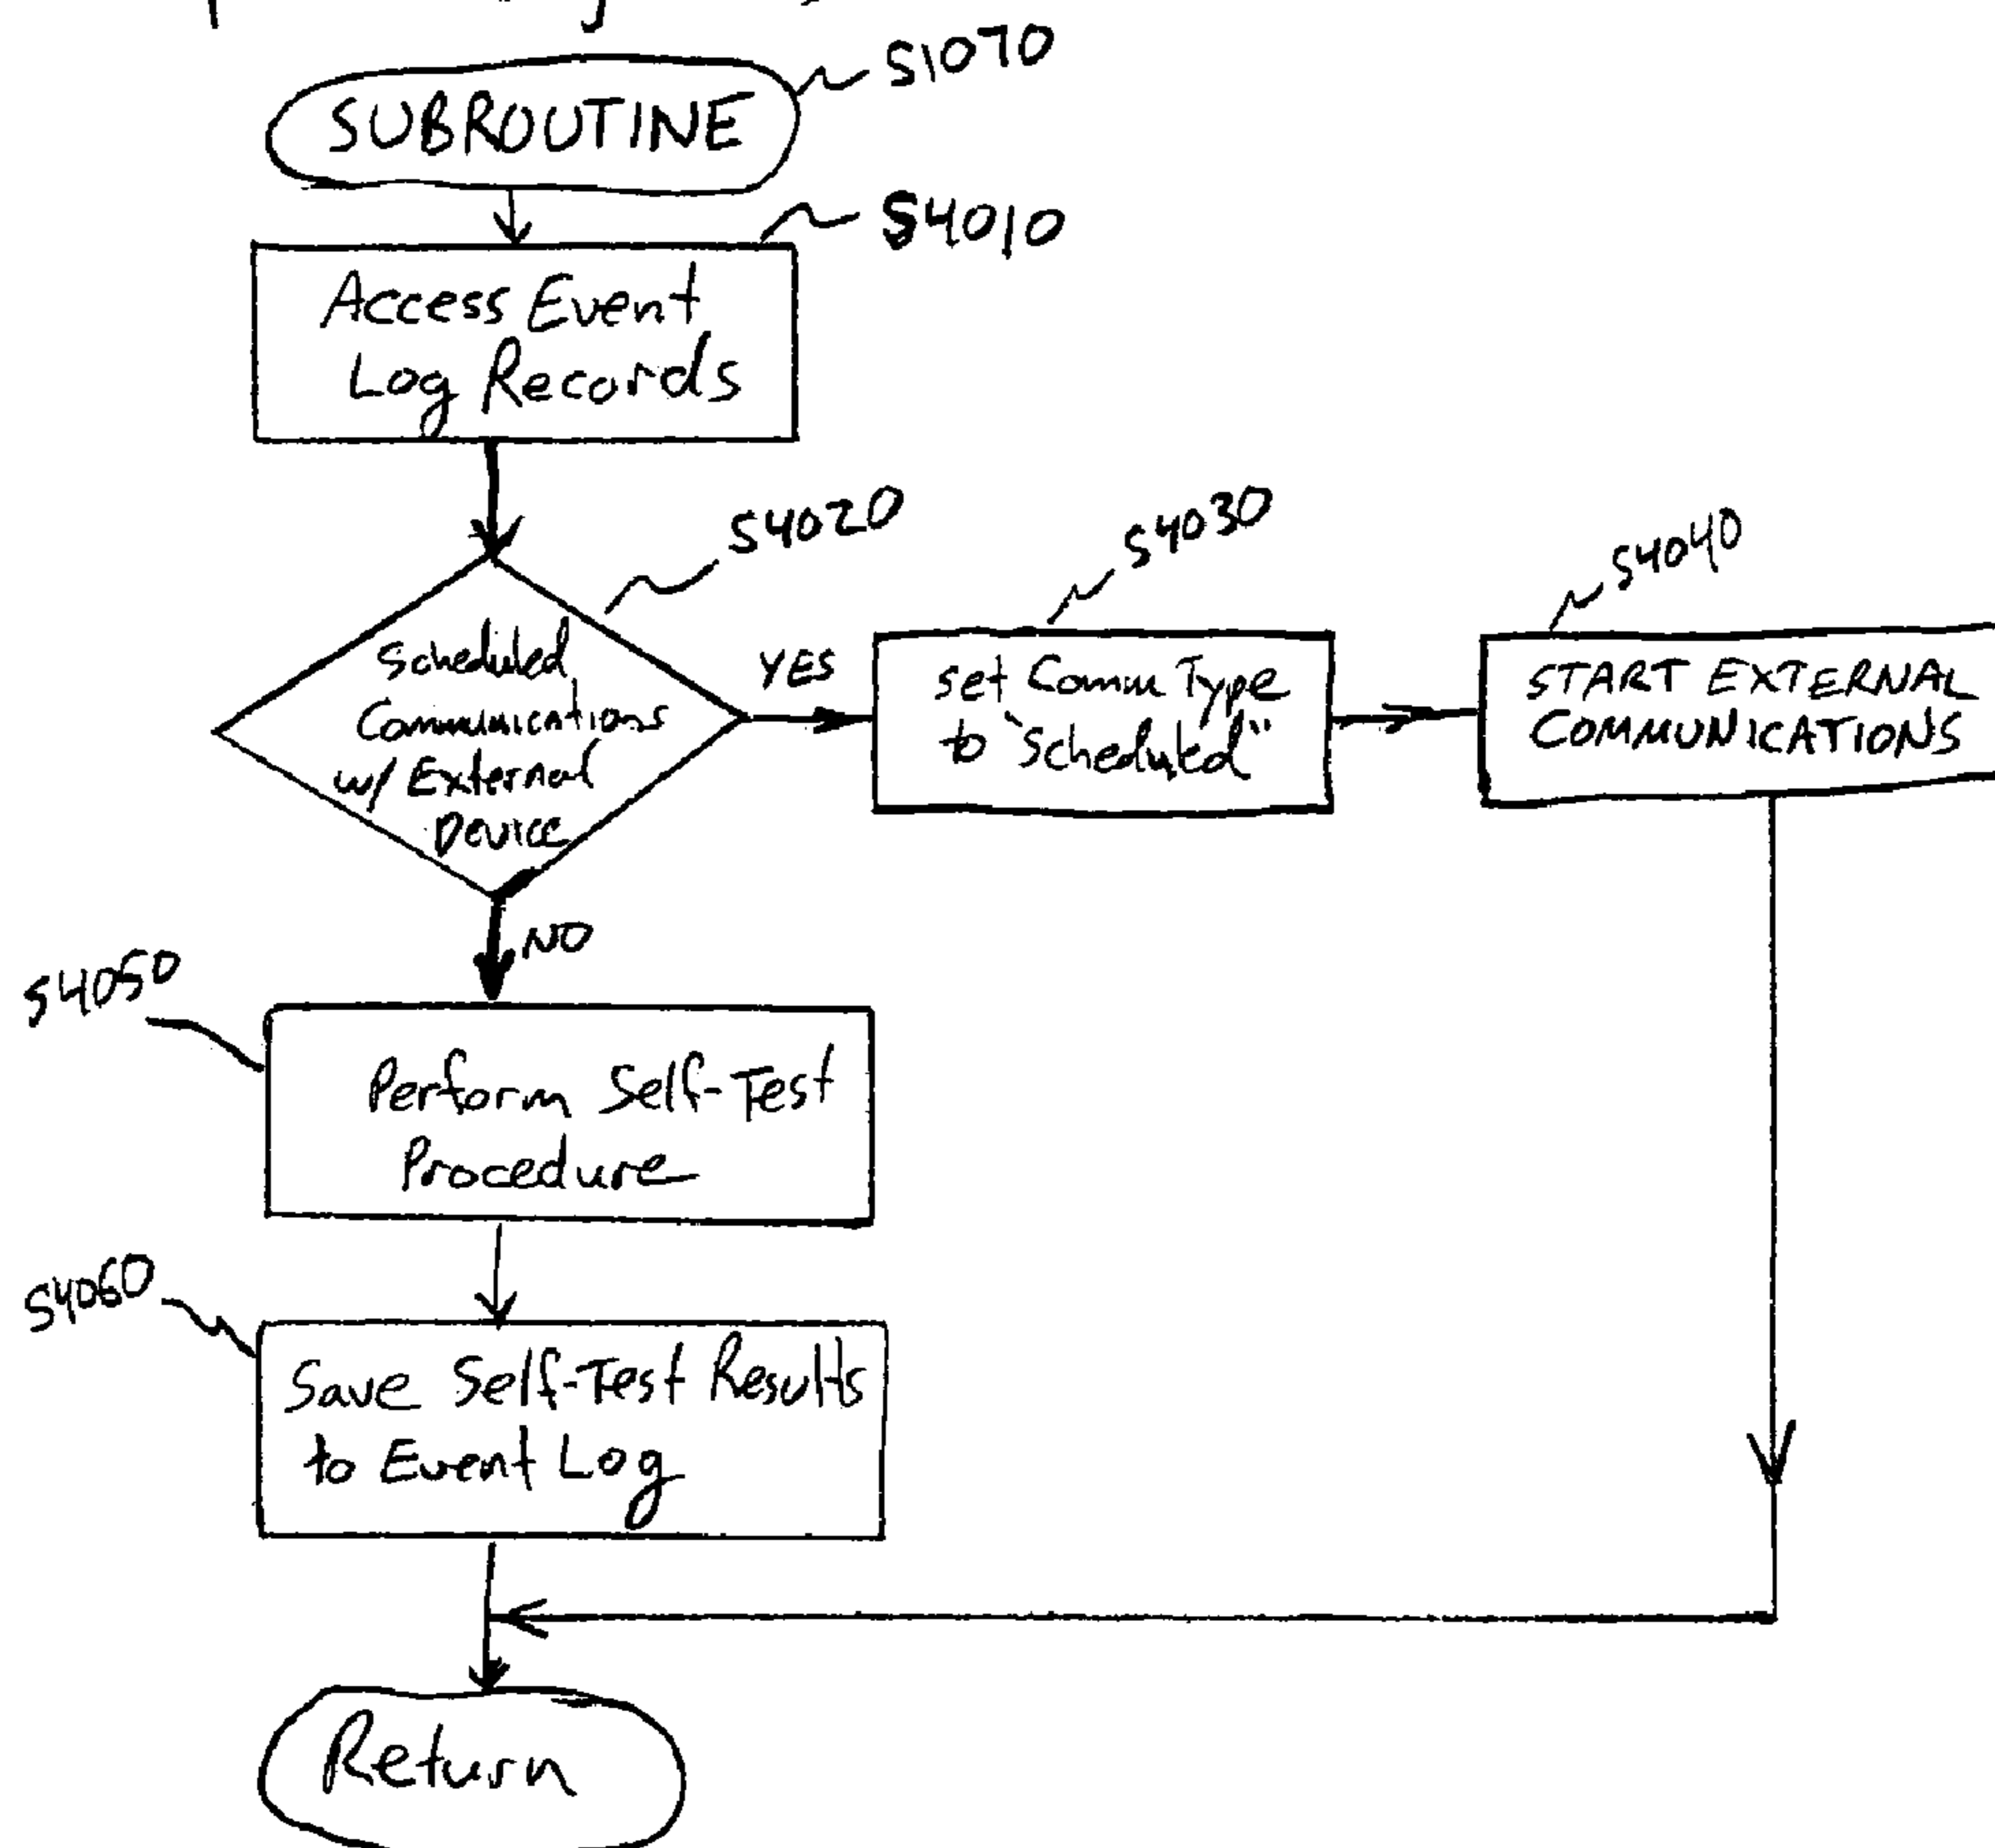 S1070
SUBROUTINE
S4010
Access Event
Log Records
S4020
Scheduled
Communications
w/ External
Device
YES
S4030
set Comm Type
to "Scheduled"
S4040
START EXTERNAL
COMMUNICATIONS
NO
S4050
Perform Self-Test
Procedure
S4060
Save Self-Test Results
to Event Log
Return